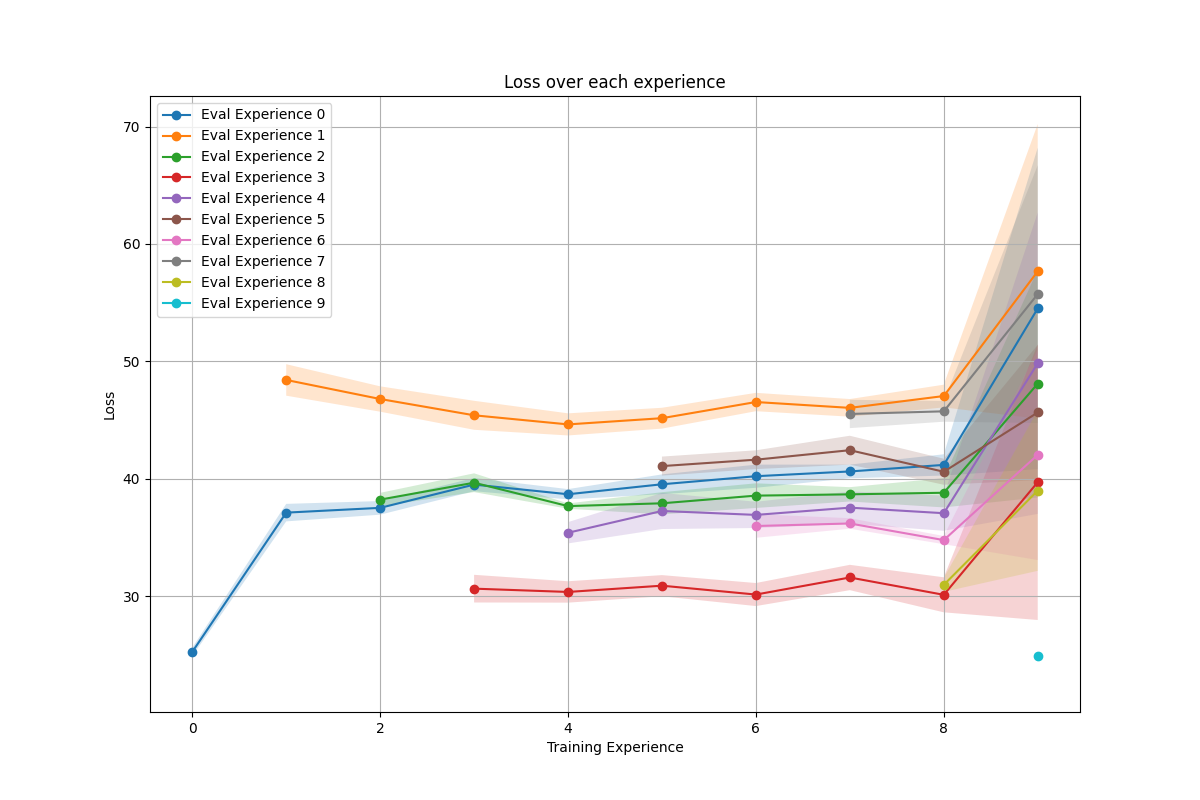 Loss over each experience
Eval Experience 0
Eval Experience 1
Eval Experience 2
Eval Experience 3
Eval Experience 4
Eval Experience 5
Eval Experience 6
Eval Experience 7
Eval Experience 8
Eval Experience 9
70
60
50
40
30
Loss
0 2 4 6 8
Training Experience